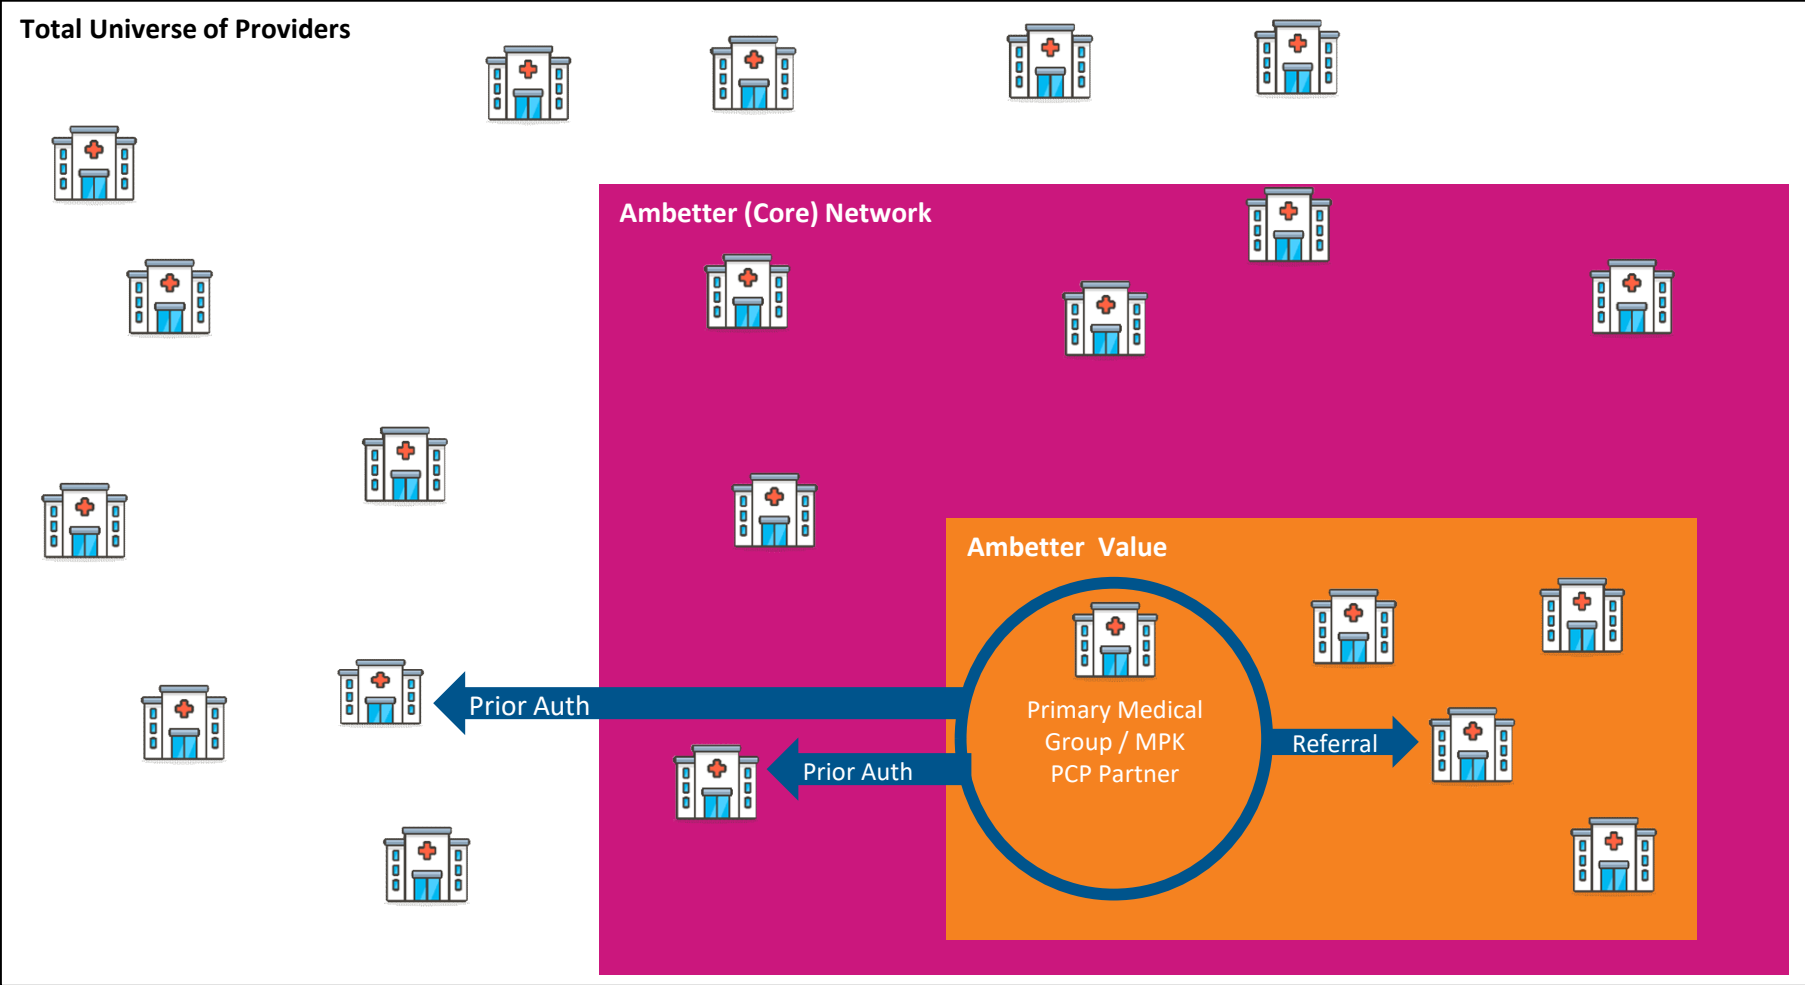 Total Universe of Providers
Ambetter (Core) Network
Ambetter Value
Prior Auth
Primary Medical
Group / MPK
PCP Partner
Referral
Prior Auth